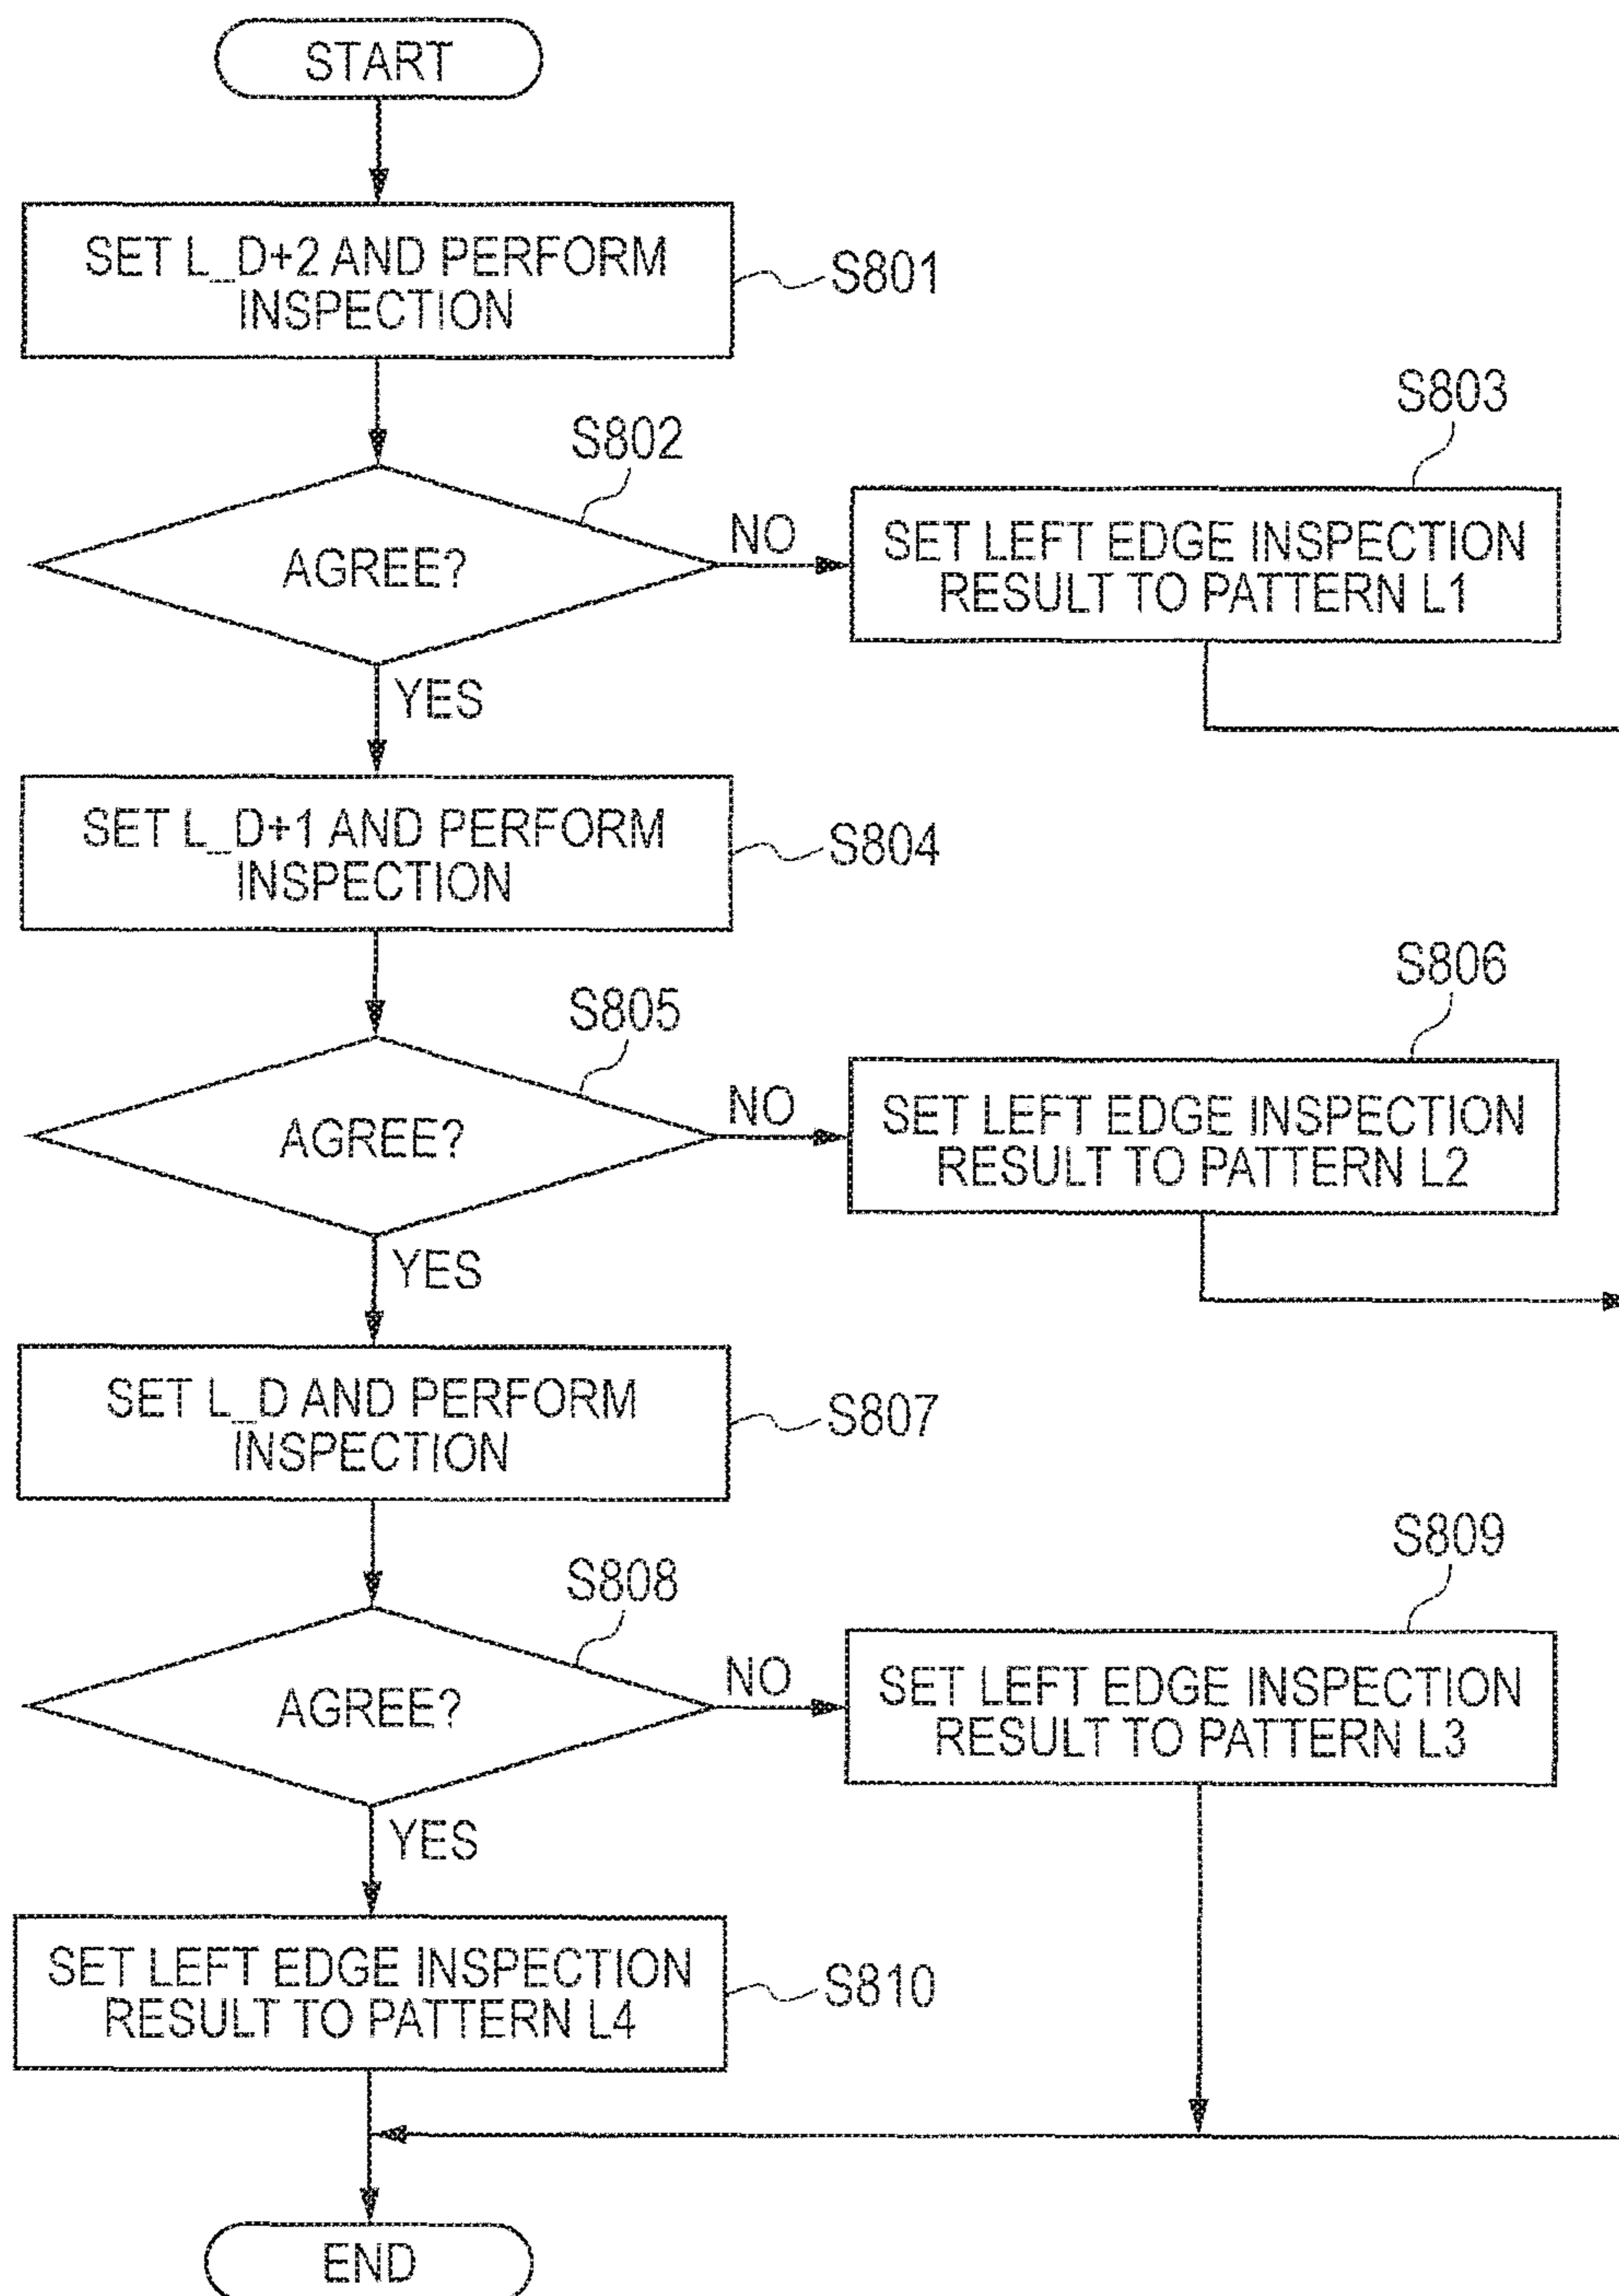 START
SET L_D+2 AND PERFORM
INSPECTION
S801
S802
AGREE?
NO
YES
S803
SET LEFT EDGE INSPECTION
RESULT TO PATTERN L1
SET L_D+1 AND PERFORM
INSPECTION
S804
S805
AGREE?
NO
YES
S806
SET LEFT EDGE INSPECTION
RESULT TO PATTERN L2
SET L_D AND PERFORM
INSPECTION
S807
S808
AGREE?
NO
YES
S809
SET LEFT EDGE INSPECTION
RESULT TO PATTERN L3
SET LEFT EDGE INSPECTION
RESULT TO PATTERN L4
S810
END